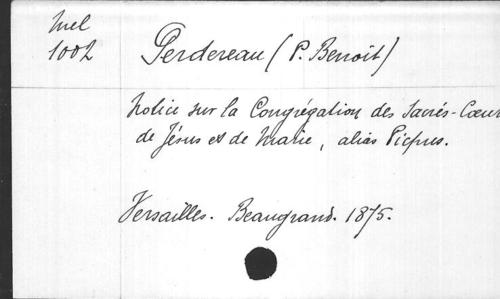 Mel
1002
Perdereau (P. Benoit)
Notice sur la Congrégation des Sacrés-Cœur
de Jésus et de Marie, alias Picpus.
Versailles. Beaugrand. 1875.